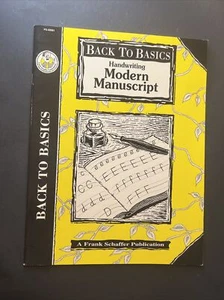 BACK TO BASICS
Handwriting
Modern
Manuscript
BACK TO BASICS
A Frank Schaffer Publication